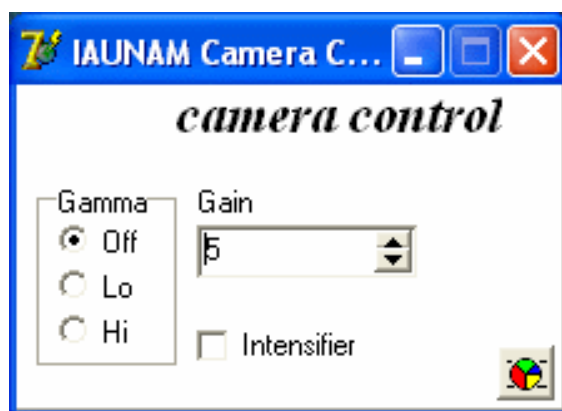 IAUNAM Camera C...
camera control
Gamma
Off
Lo
Hi
Gain
5
Intensifier